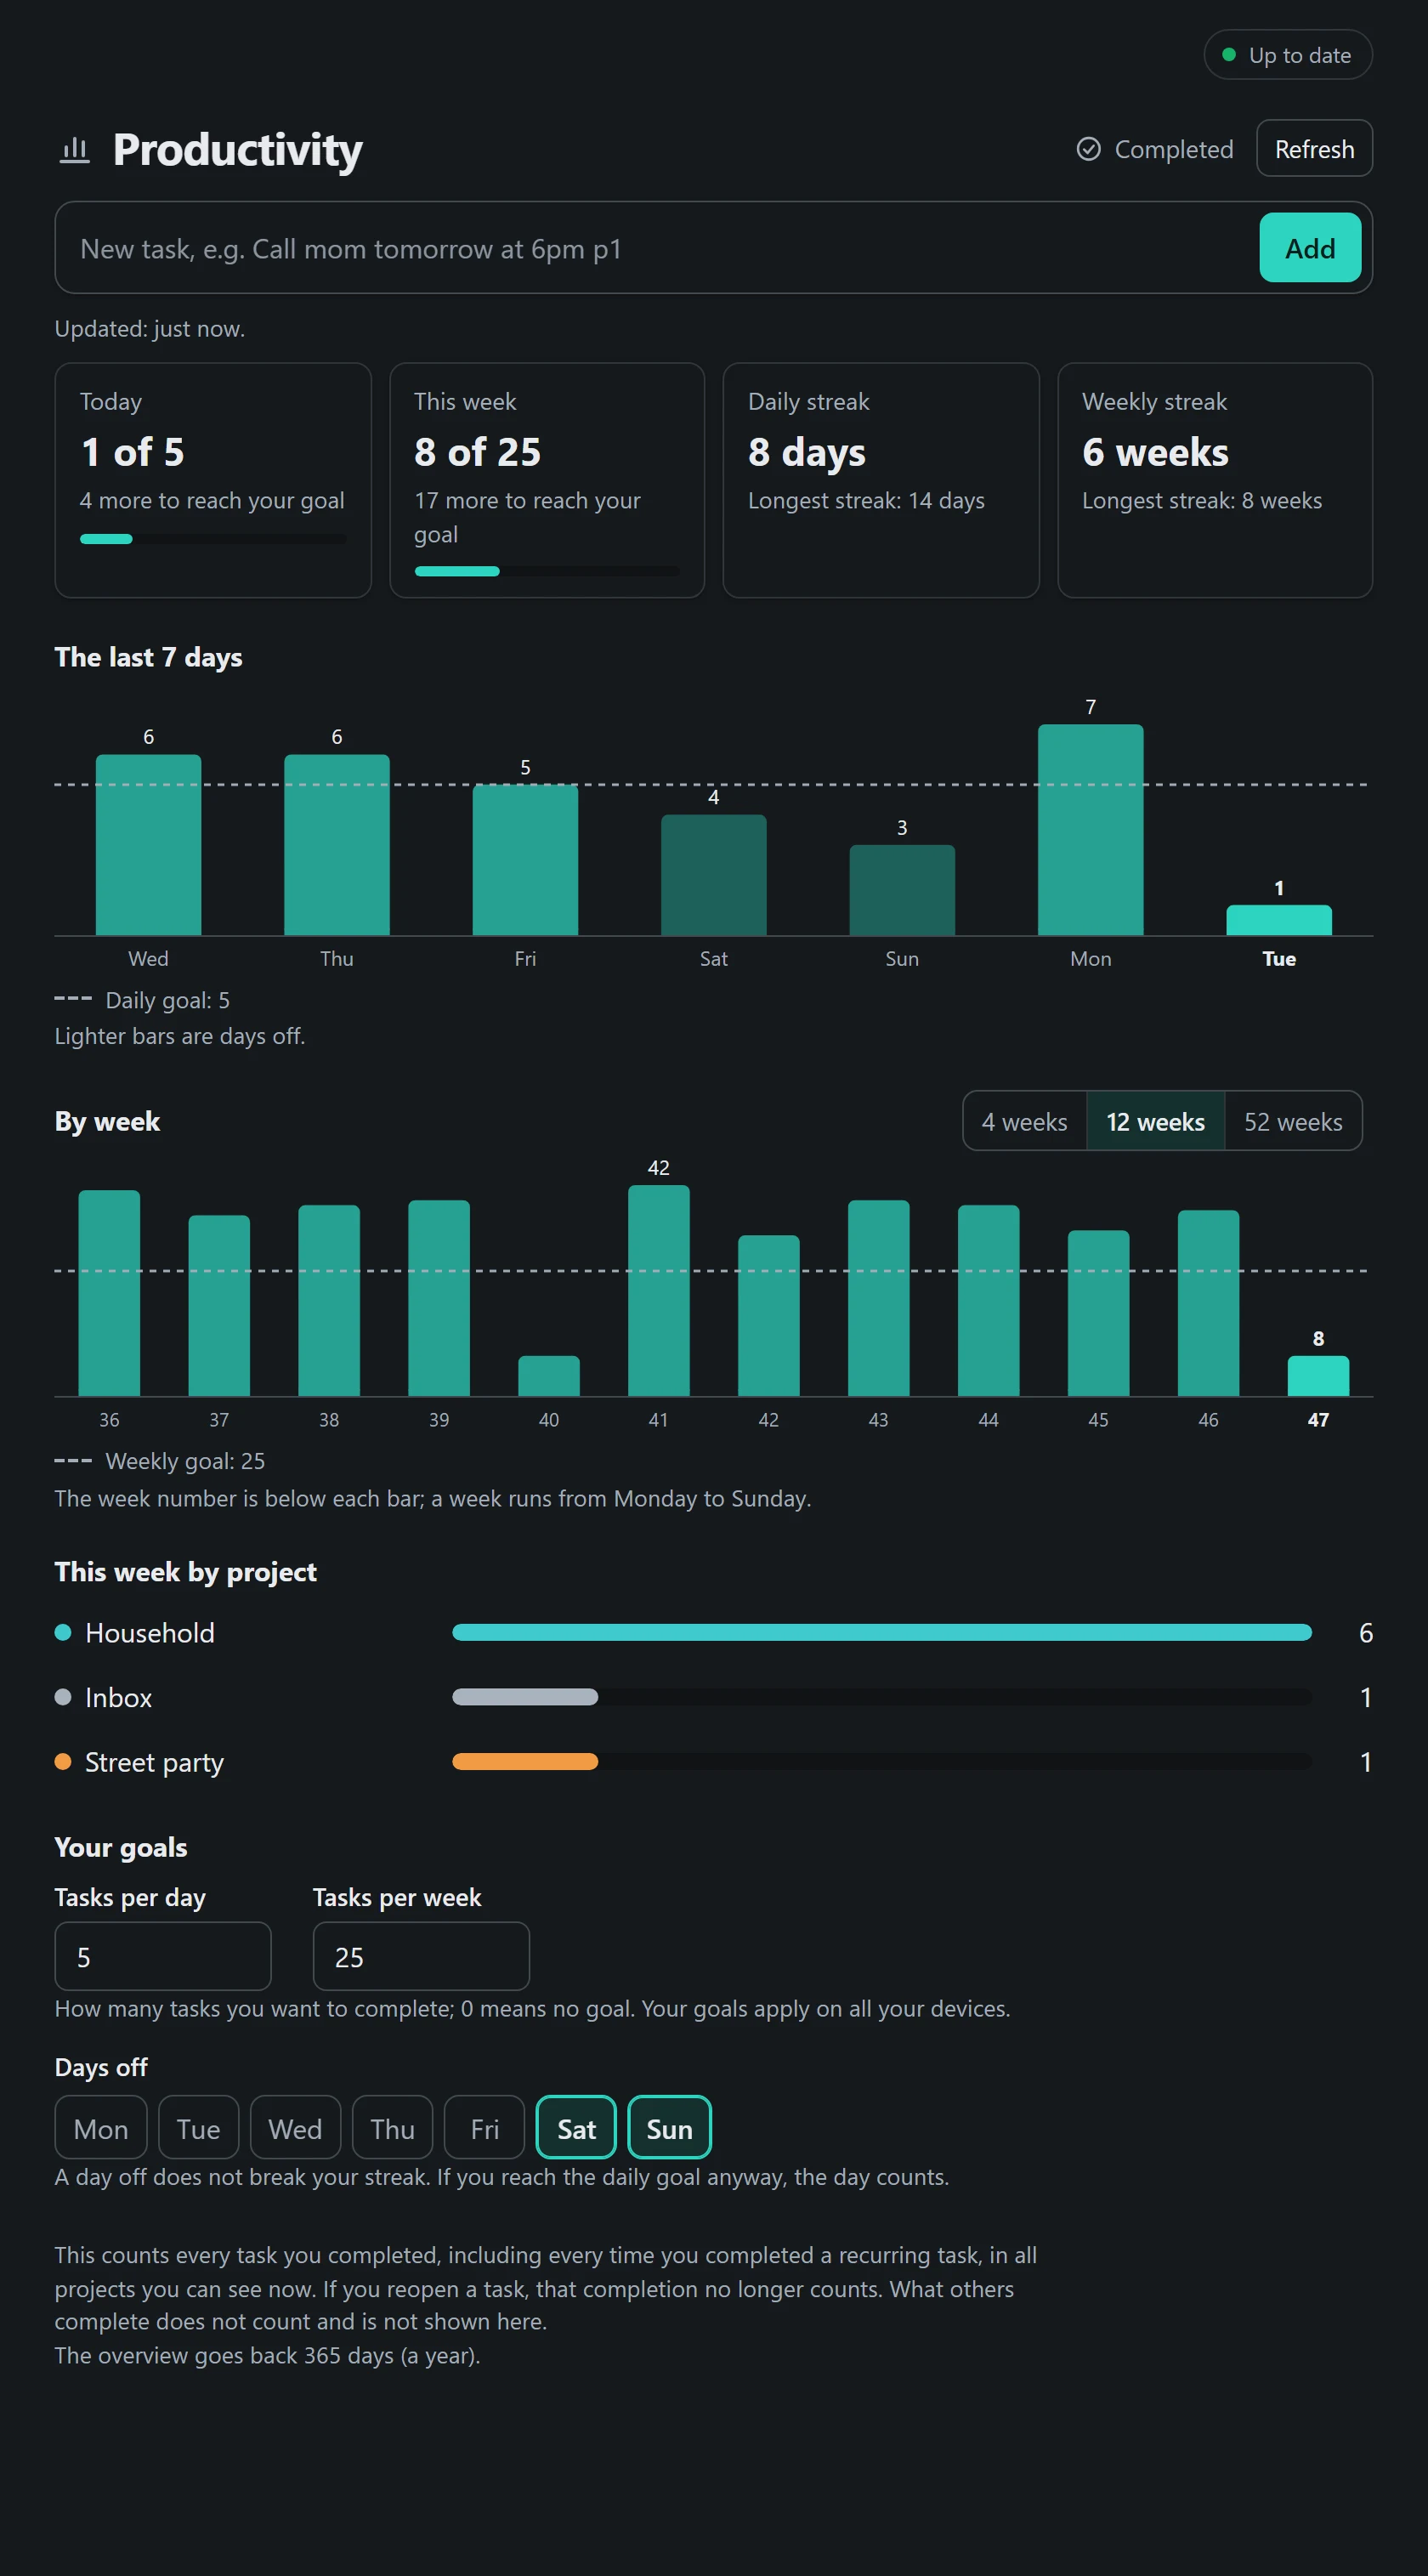 Up to date
Productivity
Completed
Refresh
New task, e.g. Call mom tomorrow at 6pm p1
Add
Updated: just now.
Today
1 of 5
4 more to reach your goal
This week
8 of 25
17 more to reach your
goal
Daily streak
8 days
Longest streak: 14 days
Weekly streak
6 weeks
Longest streak: 8 weeks
The last 7 days
6
6
5
4
3
7
1
Wed
Thu
Fri
Sat
Sun
Mon
Tue
Daily goal: 5
Lighter bars are days off.
By week
4 weeks
12 weeks
52 weeks
42
8
36
37
38
39
40
41
42
43
44
45
46
47
Weekly goal: 25
The week number is below each bar; a week runs from Monday to Sunday.
This week by project
Household
6
Inbox
1
Street party
1
Your goals
Tasks per day
Tasks per week
5
25
How many tasks you want to complete; 0 means no goal. Your goals apply on all your devices.
Days off
Mon
Tue
Wed
Thu
Fri
Sat
Sun
A day off does not break your streak. If you reach the daily goal anyway, the day counts.
This counts every task you completed, including every time you completed a recurring task, in all
projects you can see now. If you reopen a task, that completion no longer counts. What others
complete does not count and is not shown here.
The overview goes back 365 days (a year).